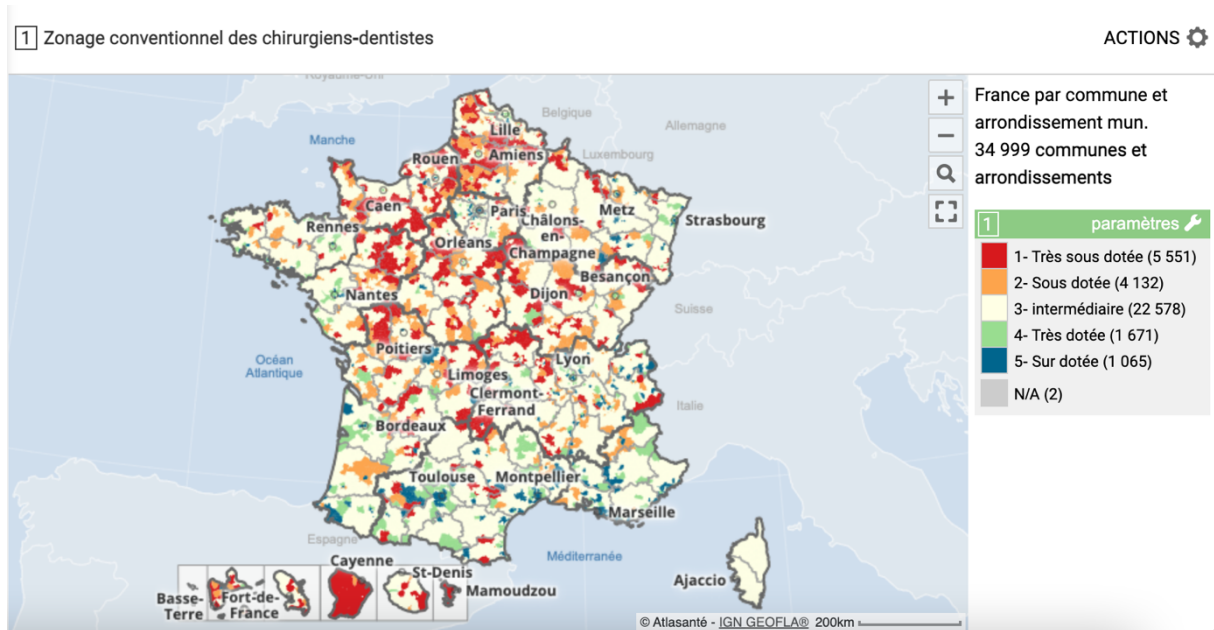 1 Zonage conventionnel des chirurgiens-dentistes
ACTIONS
Royaume-Uni
Belgique
Allemagne
Manche
Lille
Luxembourg
Rouen
Amiens
Caen
Paris
Metz
Strasbourg
Rennes
Châlons-
en-
Champagne
Orléans
Besançon
Nantes
Dijon
Suisse
Poitiers
Océan
Atlantique
Lyon
Limoges
Clermont-
Ferrand
Italie
Bordeaux
Toulouse
Montpellier
Marseille
Espagne
Méditerranée
Ajaccio
Cayenne
St-Denis
Mamoudzou
Basse-
Terre
Fort-de-
France
© Atlasanté - IGN GEOFLA® 200km
+
−
France par commune et
arrondissement mun.
34 999 communes et
arrondissements
1 paramètres
1- Très sous dotée (5 551)
2- Sous dotée (4 132)
3- intermédiaire (22 578)
4- Très dotée (1 671)
5- Sur dotée (1 065)
N/A (2)